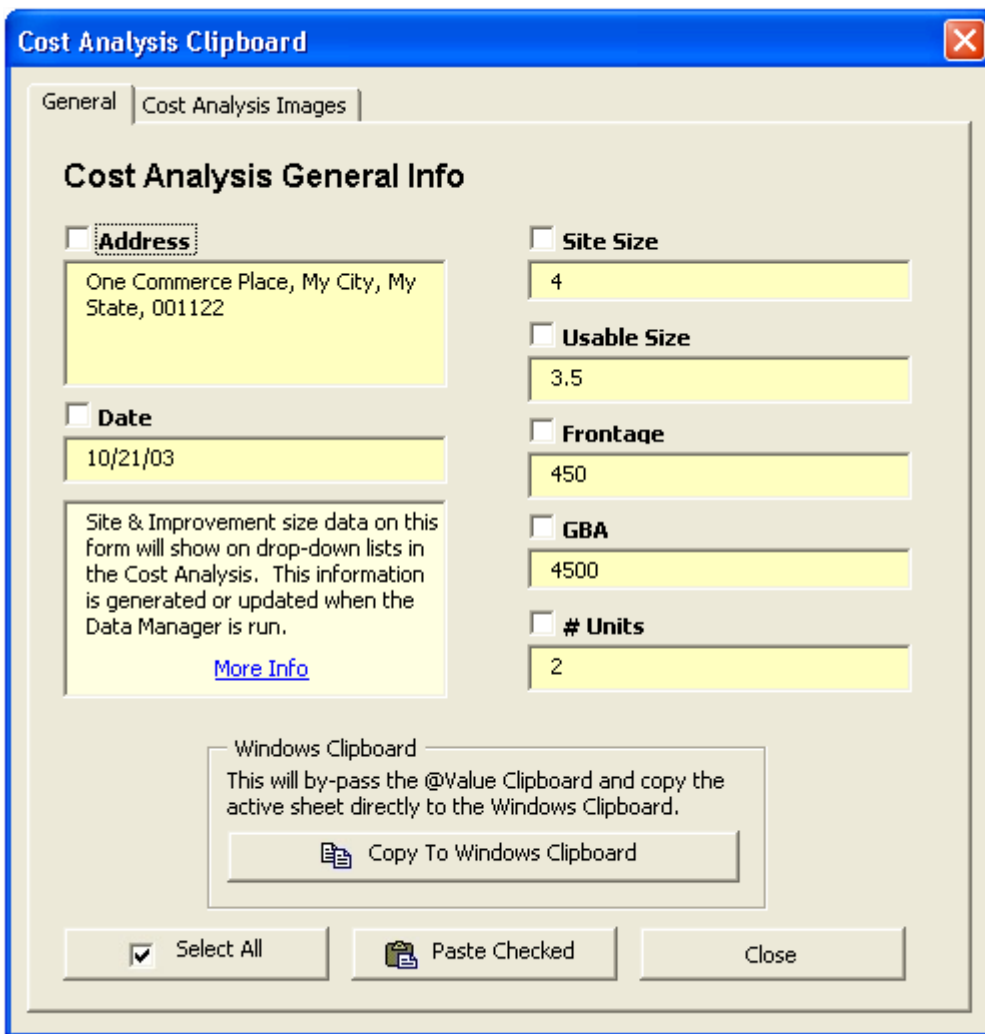 Cost Analysis Clipboard
General
Cost Analysis Images
Cost Analysis General Info
Address
One Commerce Place, My City, My
State, 001122
Date
10/21/03
Site & Improvement size data on this
form will show on drop-down lists in
the Cost Analysis.  This information
is generated or updated when the
Data Manager is run.
More Info
Site Size
4
Usable Size
3.5
Frontage
450
GBA
4500
# Units
2
Windows Clipboard
This will by-pass the @Value Clipboard and copy the
active sheet directly to the Windows Clipboard.
Copy To Windows Clipboard
Select All
Paste Checked
Close